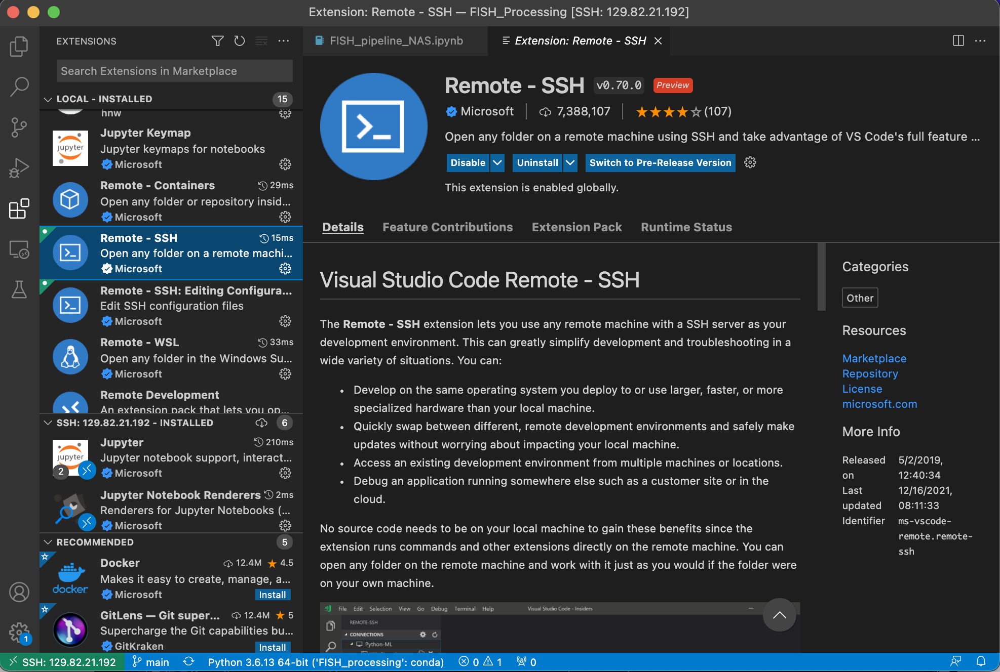 Extension: Remote - SSH — FISH_Processing [SSH: 129.82.21.192]
EXTENSIONS
Search Extensions in Marketplace
LOCAL - INSTALLED 15
hnw
Jupyter Keymap
Jupyter keymaps for notebooks
Microsoft
jupyter
Remote - Containers 29ms
Open any folder or repository insid...
Microsoft
Remote - SSH 15ms
Open any folder on a remote machi...
Microsoft
Remote - SSH: Editing Configura...
Edit SSH configuration files
Microsoft
Remote - WSL 33ms
Open any folder in the Windows Su...
Microsoft
Remote Development
An extension pack that lets you op...
SSH: 129.82.21.192 - INSTALLED 6
Jupyter 210ms
Jupyter notebook support, interact...
Microsoft
jupyter
2
Jupyter Notebook Renderers 2ms
Renderers for Jupyter Notebooks (...
Microsoft
RECOMMENDED 5
Docker 12.4M 4.5
Makes it easy to create, manage, a...
Microsoft Install
docker
GitLens — Git super... 12.4M 5
Supercharge the Git capabilities bu...
GitKraken Install
1
FISH_pipeline_NAS.ipynb
Extension: Remote - SSH
Remote - SSH v0.70.0 Preview
Microsoft 7,388,107 (107)
Open any folder on a remote machine using SSH and take advantage of VS Code's full feature ...
Disable Uninstall Switch to Pre-Release Version
This extension is enabled globally.
Details Feature Contributions Extension Pack Runtime Status
Visual Studio Code Remote - SSH
The Remote - SSH extension lets you use any remote machine with a SSH server as your
development environment. This can greatly simplify development and troubleshooting in a
wide variety of situations. You can:
• Develop on the same operating system you deploy to or use larger, faster, or more
specialized hardware than your local machine.
• Quickly swap between different, remote development environments and safely make
updates without worrying about impacting your local machine.
• Access an existing development environment from multiple machines or locations.
• Debug an application running somewhere else such as a customer site or in the
cloud.
No source code needs to be on your local machine to gain these benefits since the
extension runs commands and other extensions directly on the remote machine. You can
open any folder on the remote machine and work with it just as you would if the folder were
on your own machine.
File Edit Selection View Go Debug Terminal Help Visual Studio Code - Insiders
REMOTE-SSH
CONNECTIONS
Python-ML
Categories
Other
Resources
Marketplace
Repository
License
microsoft.com
More Info
Released 5/2/2019,
on 12:40:34
Last 12/16/2021,
updated 08:11:33
Identifier ms-vscode-
remote.remote-
ssh
SSH: 129.82.21.192 main Python 3.6.13 64-bit ('FISH_processing': conda) 0 1 0